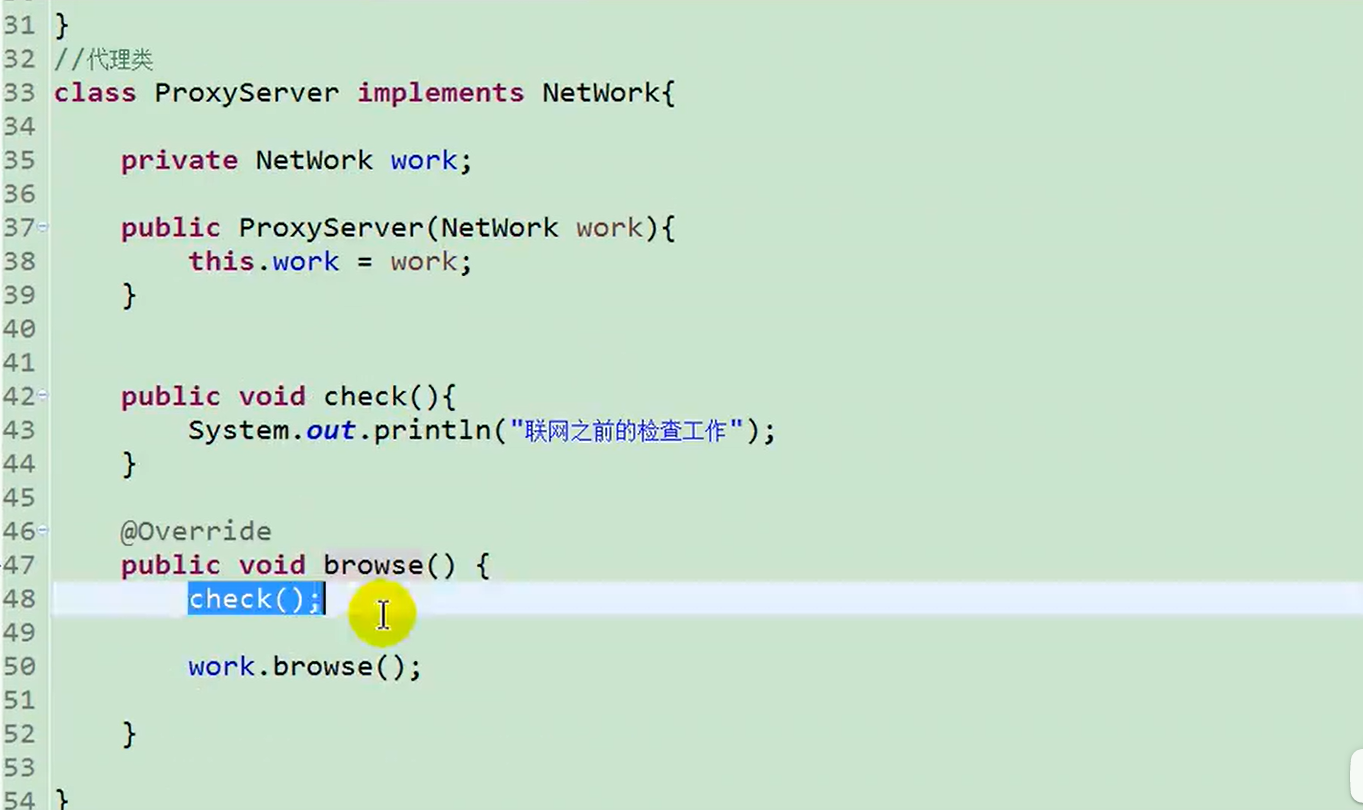 31 }
32 //代理类
33 class ProxyServer implements NetWork{
34
35     private NetWork work;
36
37     public ProxyServer(NetWork work){
38         this.work = work;
39     }
40
41
42     public void check(){
43         System.out.println("联网之前的检查工作");
44     }
45
46     @Override
47     public void browse() {
48         check();
49
50         work.browse();
51
52     }
53
54 }